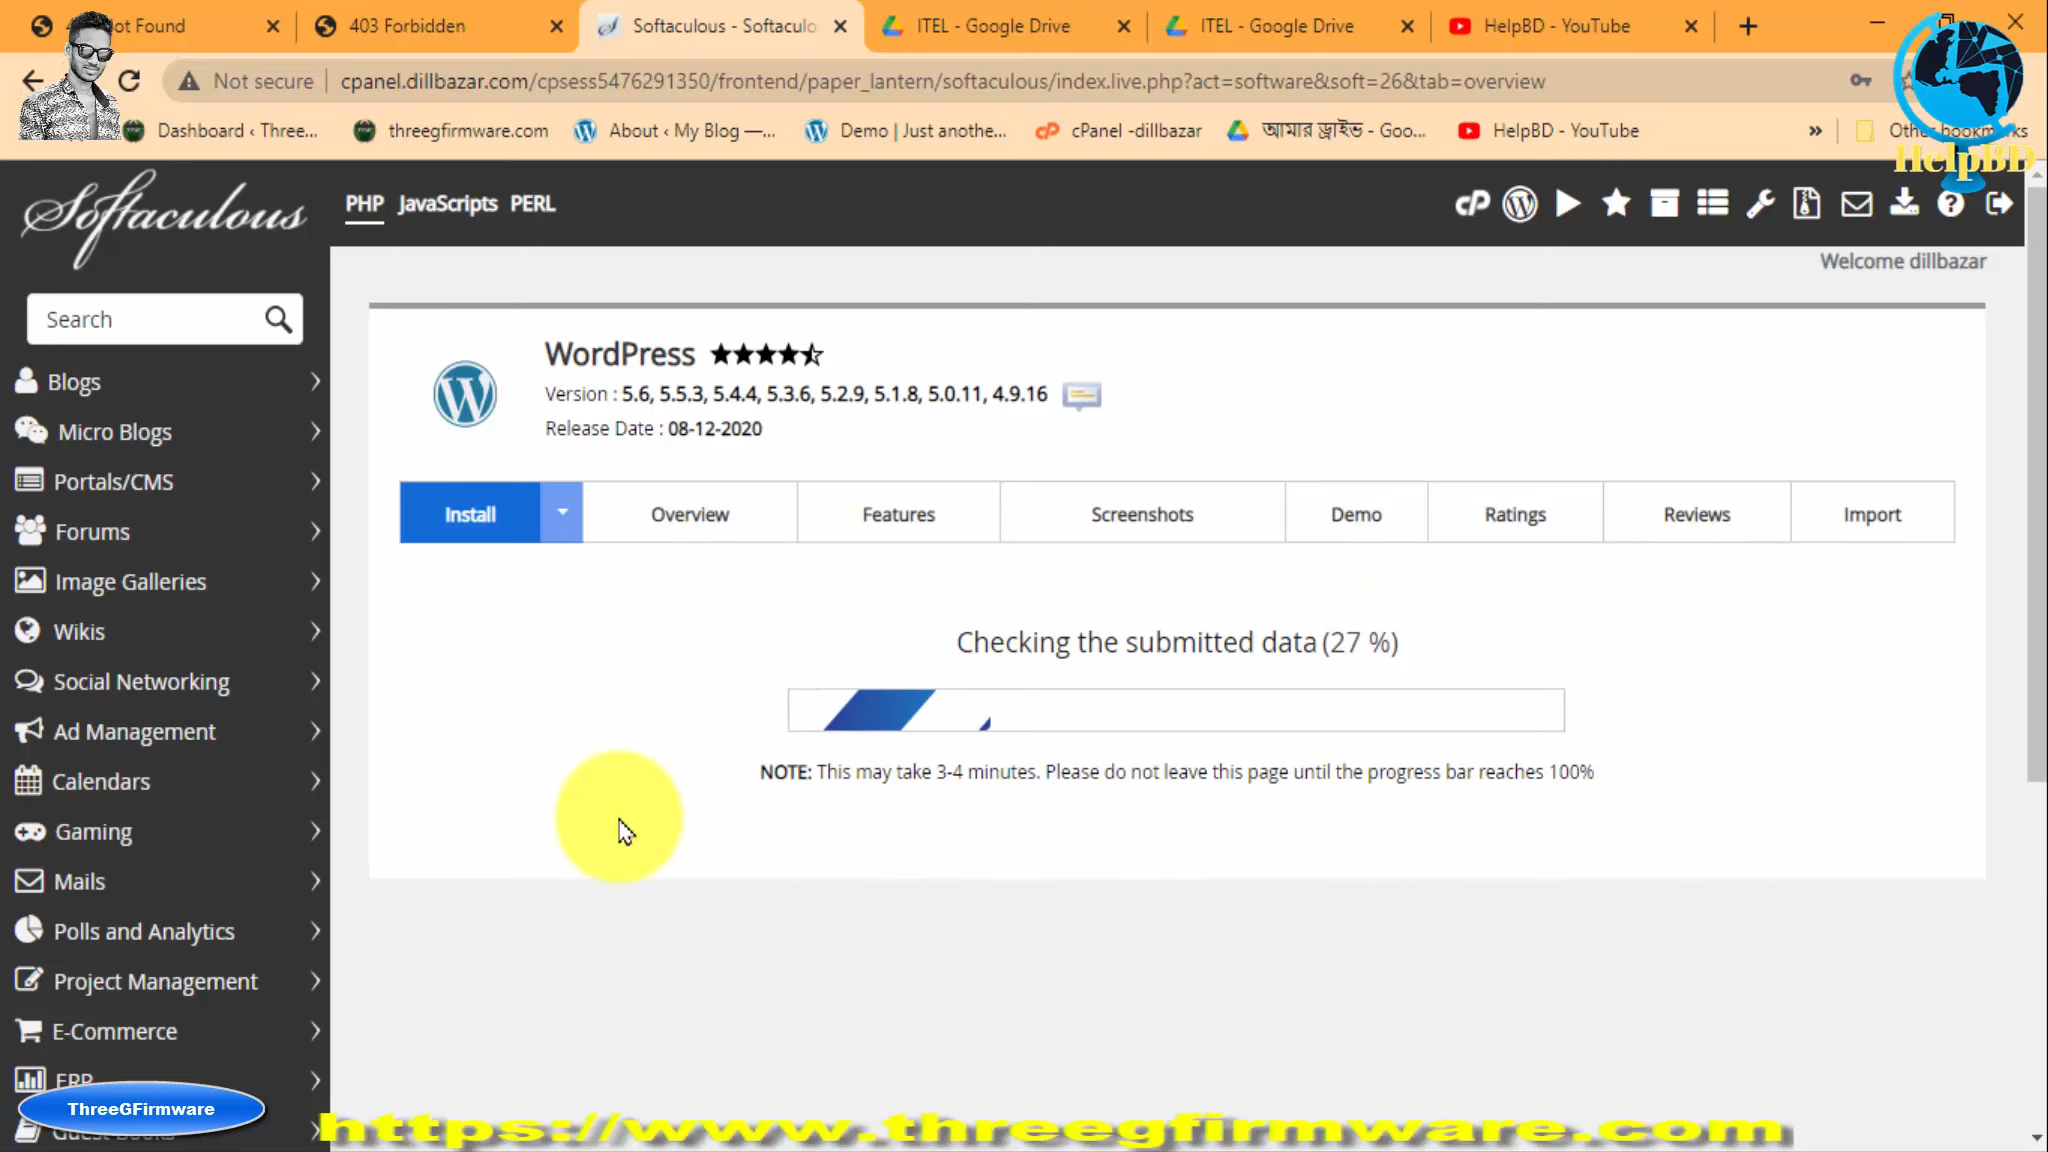 ot Found
403 Forbidden
Softaculous - Softaculo
ITEL - Google Drive
ITEL - Google Drive
HelpBD - YouTube
Not secure
cpanel.dillbazar.com/cpsess5476291350/frontend/paper_lantern/softaculous/index.live.php?act=software&soft=26&tab=overview
Dashboard ‹ Three...
threegfirmware.com
About ‹ My Blog —...
Demo | Just anothe...
cPanel -dillbazar
আমার ড্রাইভ - Goo...
HelpBD - YouTube
»
Other bookmarks
HelpBD
Softaculous
PHP JavaScripts PERL
Welcome dillbazar
Search
Blogs
Micro Blogs
Portals/CMS
Forums
Image Galleries
Wikis
Social Networking
Ad Management
Calendars
Gaming
Mails
Polls and Analytics
Project Management
E-Commerce
ERP
Guest Books
WordPress
Version : 5.6, 5.5.3, 5.4.4, 5.3.6, 5.2.9, 5.1.8, 5.0.11, 4.9.16
Release Date : 08-12-2020
Install
Overview
Features
Screenshots
Demo
Ratings
Reviews
Import
Checking the submitted data (27 %)
NOTE: This may take 3-4 minutes. Please do not leave this page until the progress bar reaches 100%
ThreeGFirmware
https://www.threegfirmware.com